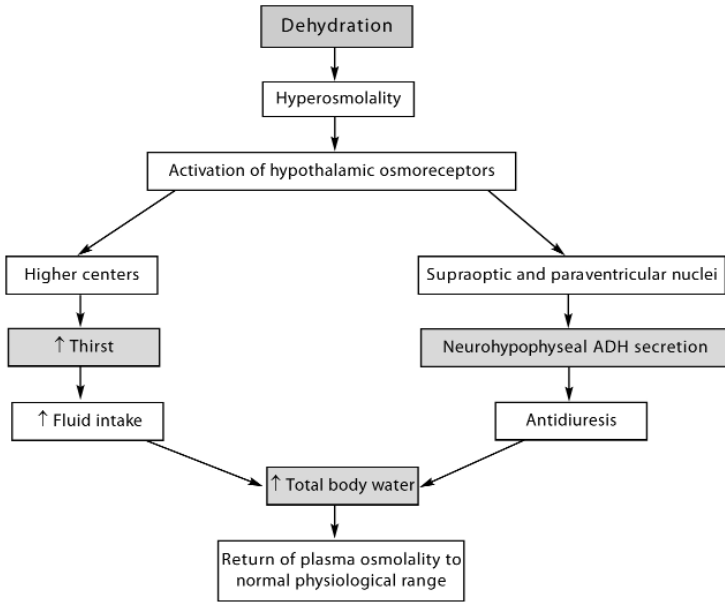 Dehydration
Hyperosmolality
Activation of hypothalamic osmoreceptors
Higher centers
Supraoptic and paraventricular nuclei
↑ Thirst
Neurohypophyseal ADH secretion
↑ Fluid intake
Antidiuresis
↑ Total body water
Return of plasma osmolality to
normal physiological range